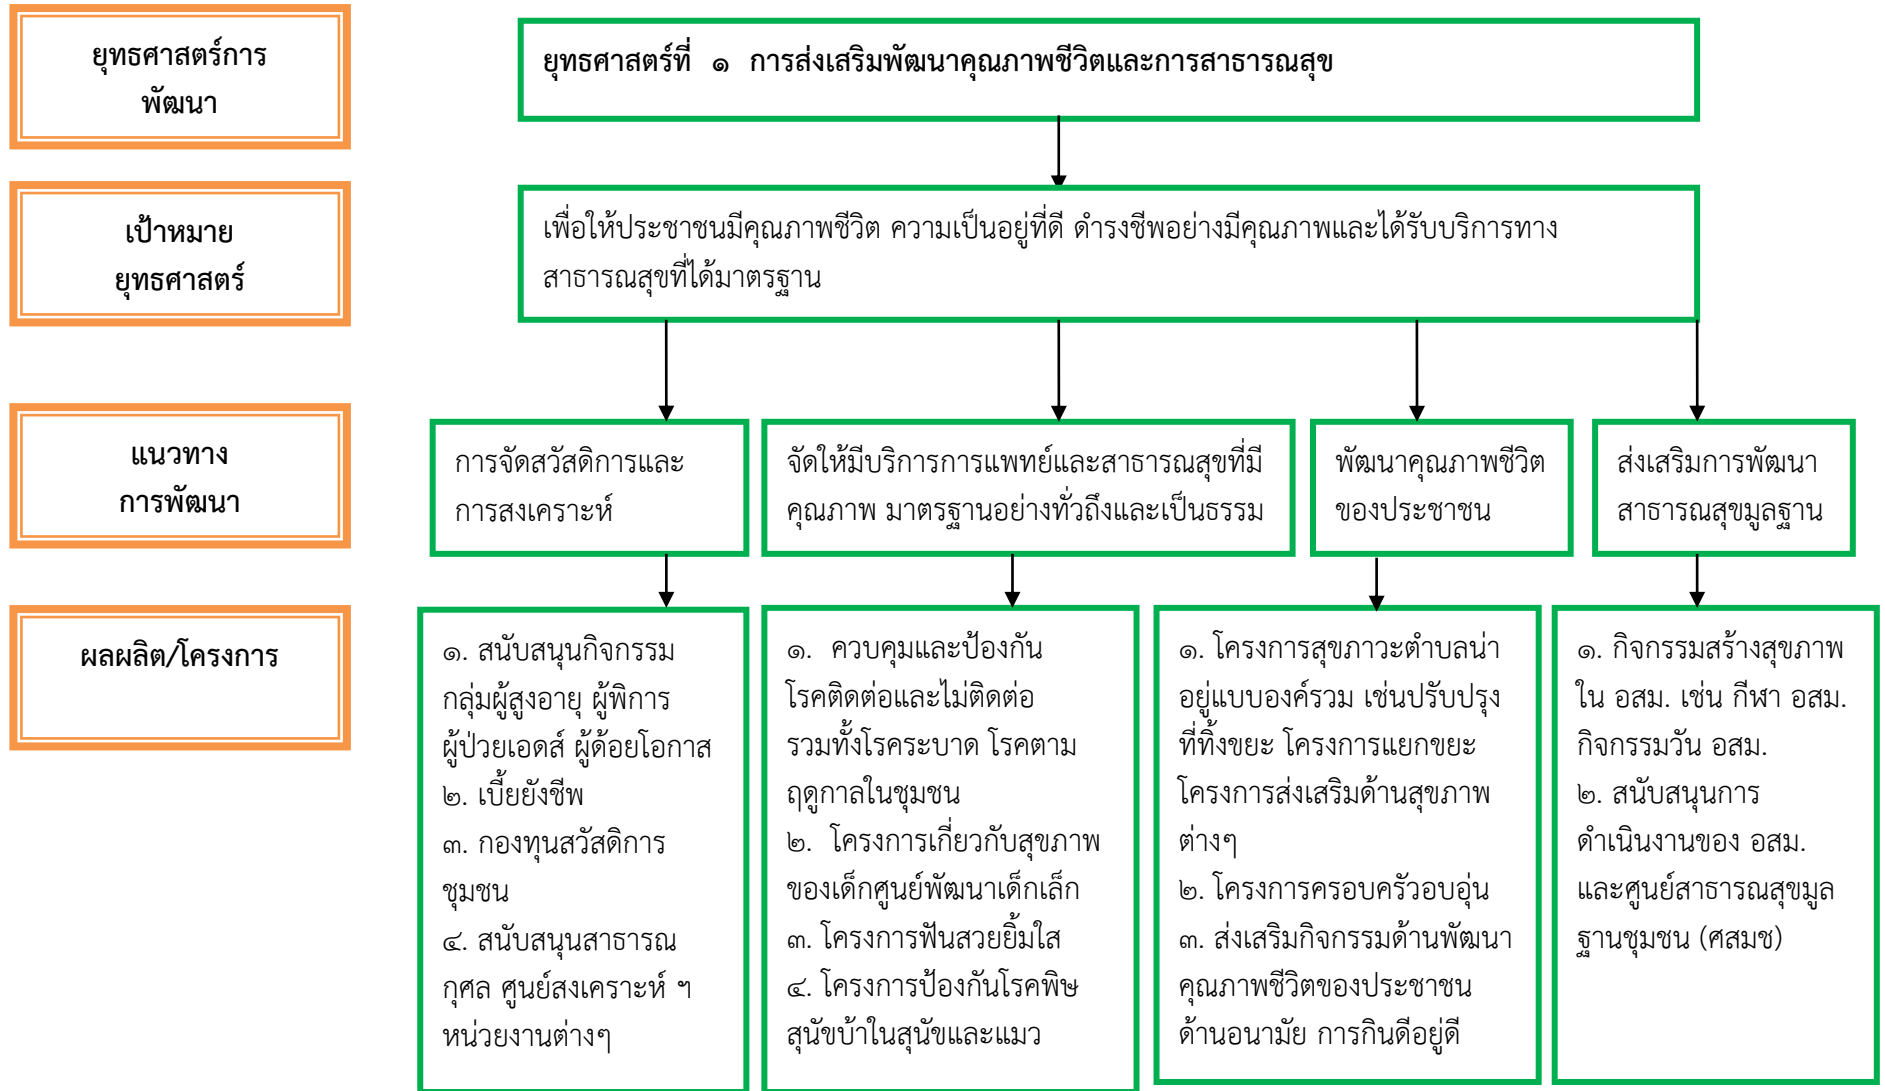 ยุทธศาสตร์การ
พัฒนา
ยุทธศาสตร์ที่ ๑ การส่งเสริมพัฒนาคุณภาพชีวิตและการสาธารณสุข
เป้าหมาย
ยุทธศาสตร์
เพื่อให้ประชาชนมีคุณภาพชีวิต ความเป็นอยู่ที่ดี ดำรงชีพอย่างมีคุณภาพและได้รับบริการทาง
สาธารณสุขที่ได้มาตรฐาน
แนวทาง
การพัฒนา
การจัดสวัสดิการและ
การสงเคราะห์
จัดให้มีบริการการแพทย์และสาธารณสุขที่มี
คุณภาพ มาตรฐานอย่างทั่วถึงและเป็นธรรม
พัฒนาคุณภาพชีวิต
ของประชาชน
ส่งเสริมการพัฒนา
สาธารณสุขมูลฐาน
ผลผลิต/โครงการ
๑. สนับสนุนกิจกรรม
กลุ่มผู้สูงอายุ ผู้พิการ
ผู้ป่วยเอดส์ ผู้ด้อยโอกาส
๒. เบี้ยยังชีพ
๓. กองทุนสวัสดิการ
ชุมชน
๔. สนับสนุนสาธารณ
กุศล ศูนย์สงเคราะห์ ฯ
หน่วยงานต่างๆ
๑. ควบคุมและป้องกัน
โรคติดต่อและไม่ติดต่อ
รวมทั้งโรคระบาด โรคตาม
ฤดูกาลในชุมชน
๒. โครงการเกี่ยวกับสุขภาพ
ของเด็กศูนย์พัฒนาเด็กเล็ก
๓. โครงการฟันสวยยิ้มใส
๔. โครงการป้องกันโรคพิษ
สุนัขบ้าในสุนัขและแมว
๑. โครงการสุขภาวะตำบลน่า
อยู่แบบองค์รวม เช่นปรับปรุง
ที่ทิ้งขยะ โครงการแยกขยะ
โครงการส่งเสริมด้านสุขภาพ
ต่างๆ
๒. โครงการครอบครัวอบอุ่น
๓. ส่งเสริมกิจกรรมด้านพัฒนา
คุณภาพชีวิตของประชาชน
ด้านอนามัย การกินดีอยู่ดี
๑. กิจกรรมสร้างสุขภาพ
ใน อสม. เช่น กีฬา อสม.
กิจกรรมวัน อสม.
๒. สนับสนุนการ
ดำเนินงานของ อสม.
และศูนย์สาธารณสุขมูล
ฐานชุมชน (ศสมช)